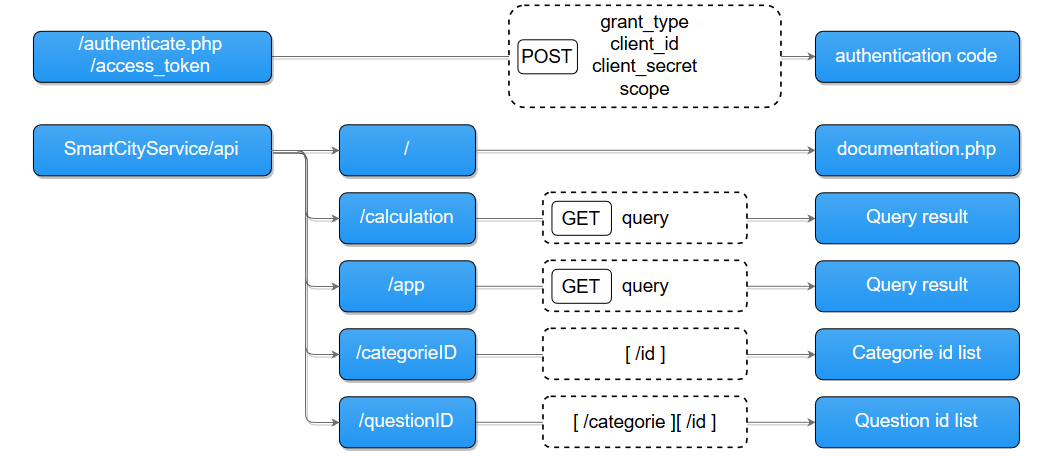 /authenticate.php
/access_token
POST
grant_type
client_id
client_secret
scope
authentication code
SmartCityService/api
/
documentation.php
/calculation
GET query
Query result
/app
GET query
Query result
/categorieID
[ /id ]
Categorie id list
/questionID
[ /categorie ][ /id ]
Question id list